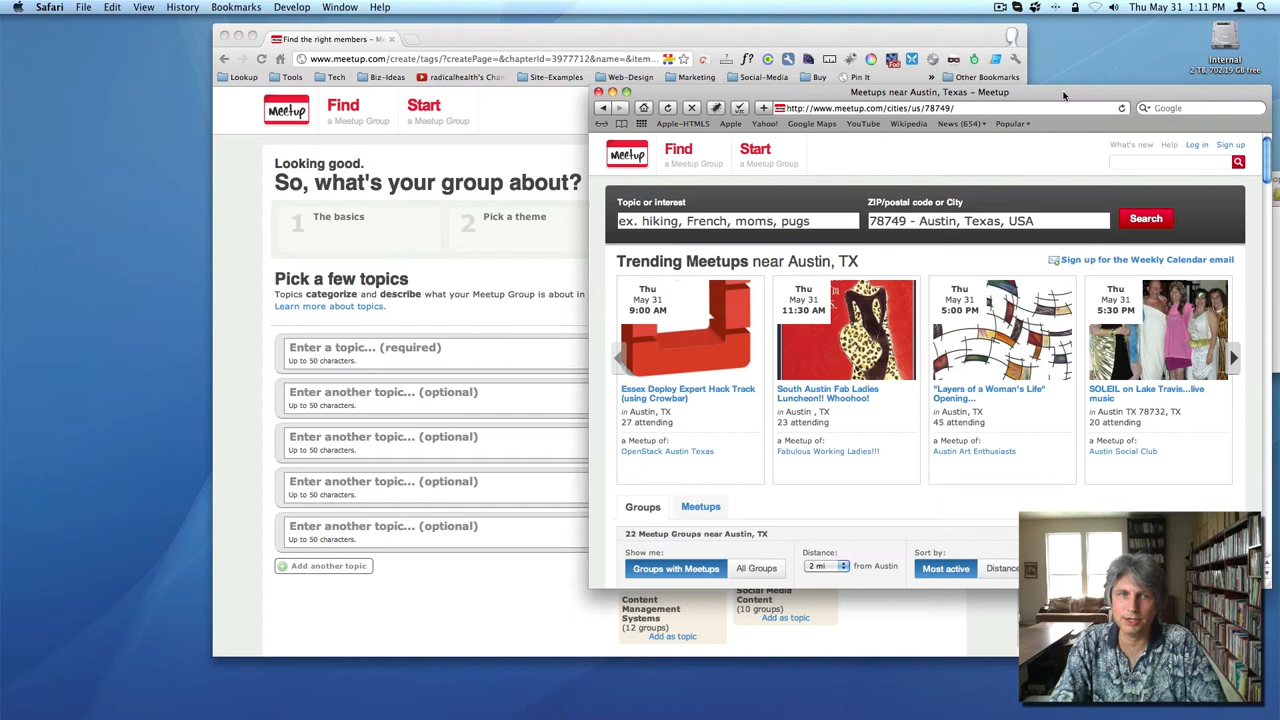 Safari File Edit View History Bookmarks Develop Window Help
Thu May 31 1:11 PM
Internal
2 TB, 702.19 GB free
Find the right members – M
www.meetup.com/create/tags/?createPage=&chapterId=3977712&name=&item...
Lookup Tools Tech Biz-Ideas radicalhealth's Chan Site-Examples Web-Design Marketing Social-Media Buy Pin It » Other Bookmarks
Meetup
Find
a Meetup Group
Start
a Meetup Group
Looking good.
So, what's your group about?
1 The basics
2 Pick a theme
Pick a few topics
Topics categorize and describe what your Meetup Group is about in
Learn more about topics.
Enter a topic... (required)
Up to 50 characters.
Enter another topic... (optional)
Up to 50 characters.
Enter another topic... (optional)
Up to 50 characters.
Enter another topic... (optional)
Up to 50 characters.
Enter another topic... (optional)
Up to 50 characters.
Add another topic
Content
Management
Systems
(12 groups)
Add as topic
Social Media
Content
(10 groups)
Add as topic
Meetups near Austin, Texas – Meetup
http://www.meetup.com/cities/us/78749/
Google
Apple-HTML5 Apple Yahoo! Google Maps YouTube Wikipedia News (654) Popular
Meetup
Find
a Meetup Group
Start
a Meetup Group
What's new Help Log in Sign up
Topic or interest
ex. hiking, French, moms, pugs
ZIP/postal code or City
78749 - Austin, Texas, USA
Search
Trending Meetups near Austin, TX
Sign up for the Weekly Calendar email
Thu
May 31
9:00 AM
Essex Deploy Expert Hack Track
(using Crowbar)
in Austin, TX
27 attending
a Meetup of:
OpenStack Austin Texas
Thu
May 31
11:30 AM
South Austin Fab Ladies
Luncheon!! Whoohoo!
in Austin , TX
23 attending
a Meetup of:
Fabulous Working Ladies!!!
Thu
May 31
5:00 PM
"Layers of a Woman's Life"
Opening...
in Austin, TX
45 attending
a Meetup of:
Austin Art Enthusiasts
Thu
May 31
5:30 PM
SOLEIL on Lake Travis...live
music
in Austin TX 78732, TX
20 attending
a Meetup of:
Austin Social Club
Groups Meetups
22 Meetup Groups near Austin, TX
Show me:
Groups with Meetups All Groups
Distance:
2 mi from Austin
Sort by:
Most active Distance